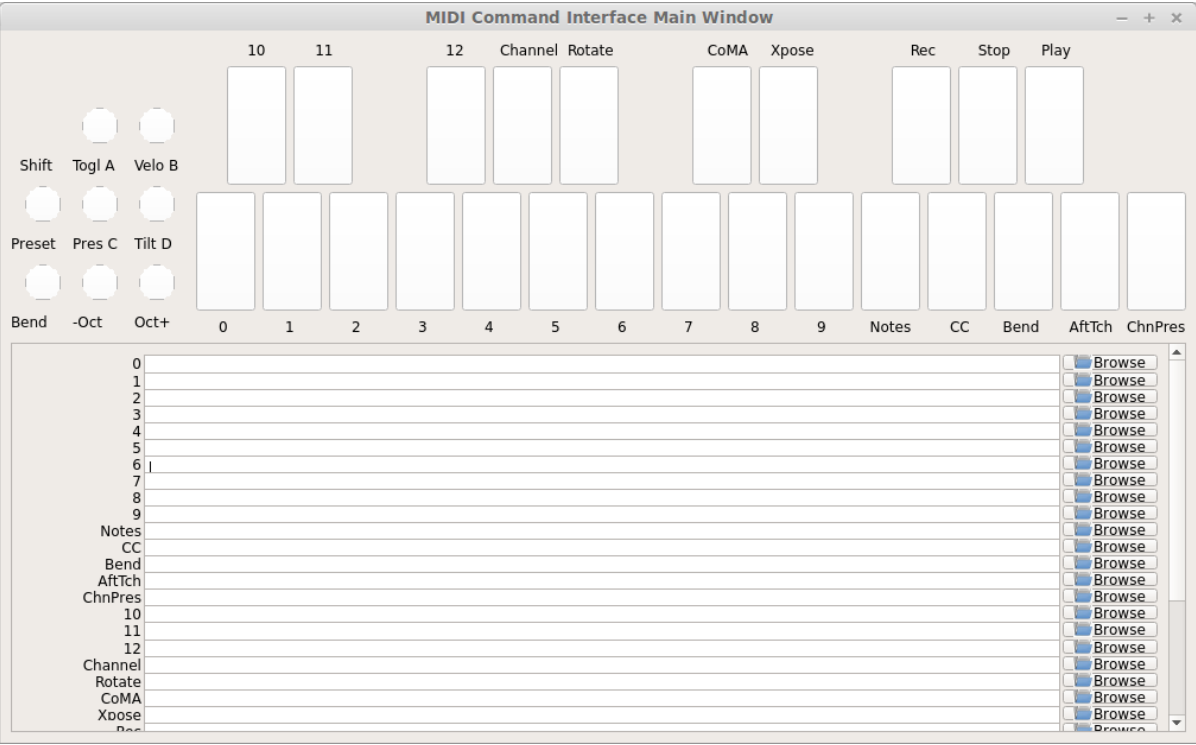 MIDI Command Interface Main Window
10 11 12 Channel Rotate CoMA Xpose Rec Stop Play
Shift Togl A Velo B
Preset Pres C Tilt D
Bend -Oct Oct+
0 1 2 3 4 5 6 7 8 9 Notes CC Bend AftTch ChnPres
0 Browse
1 Browse
2 Browse
3 Browse
4 Browse
5 Browse
6 Browse
7 Browse
8 Browse
9 Browse
Notes Browse
CC Browse
Bend Browse
AftTch Browse
ChnPres Browse
10 Browse
11 Browse
12 Browse
Channel Browse
Rotate Browse
CoMA Browse
Xpose Browse
Rec Browse